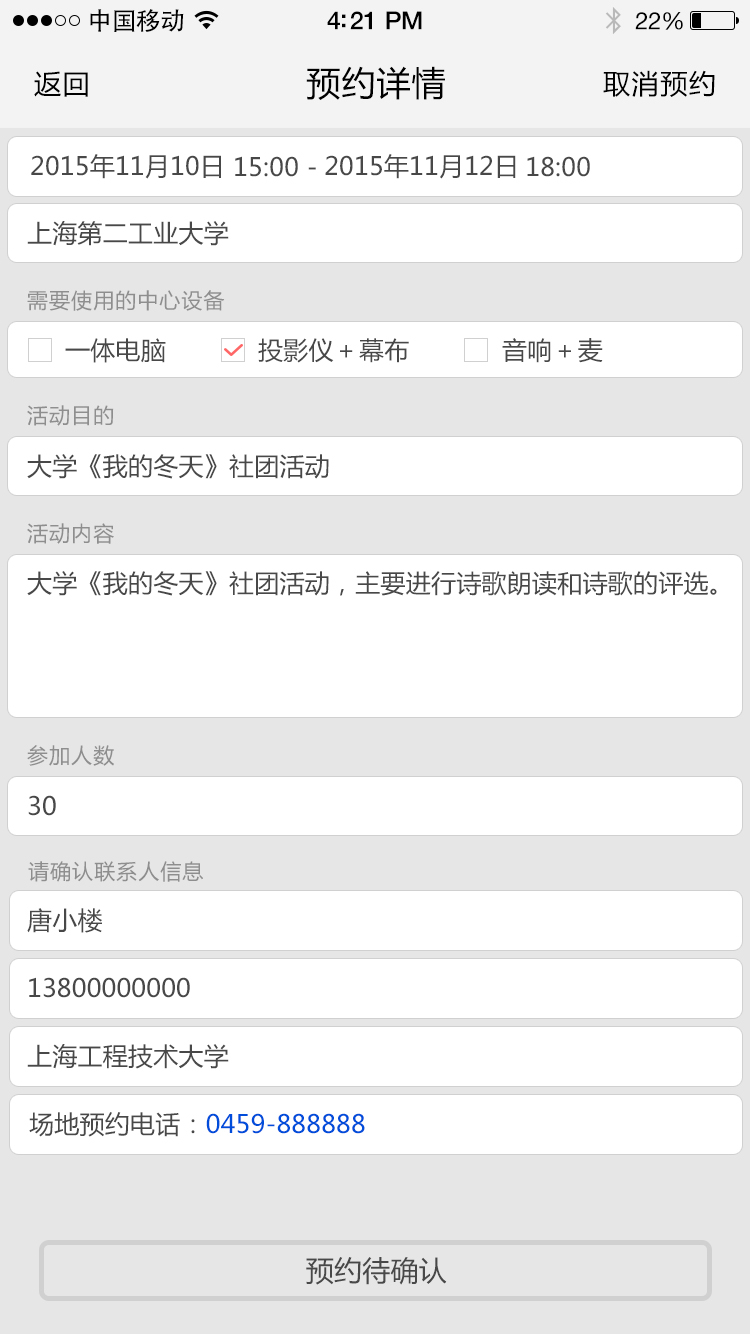 中国移动 4:21 PM 22%
返回 预约详情 取消预约
2015年11月10日 15:00 - 2015年11月12日 18:00
上海第二工业大学
需要使用的中心设备
一体电脑 投影仪+幕布 音响+麦
活动目的
大学《我的冬天》社团活动
活动内容
大学《我的冬天》社团活动，主要进行诗歌朗读和诗歌的评选。
参加人数
30
请确认联系人信息
唐小楼
13800000000
上海工程技术大学
场地预约电话：0459-888888
预约待确认